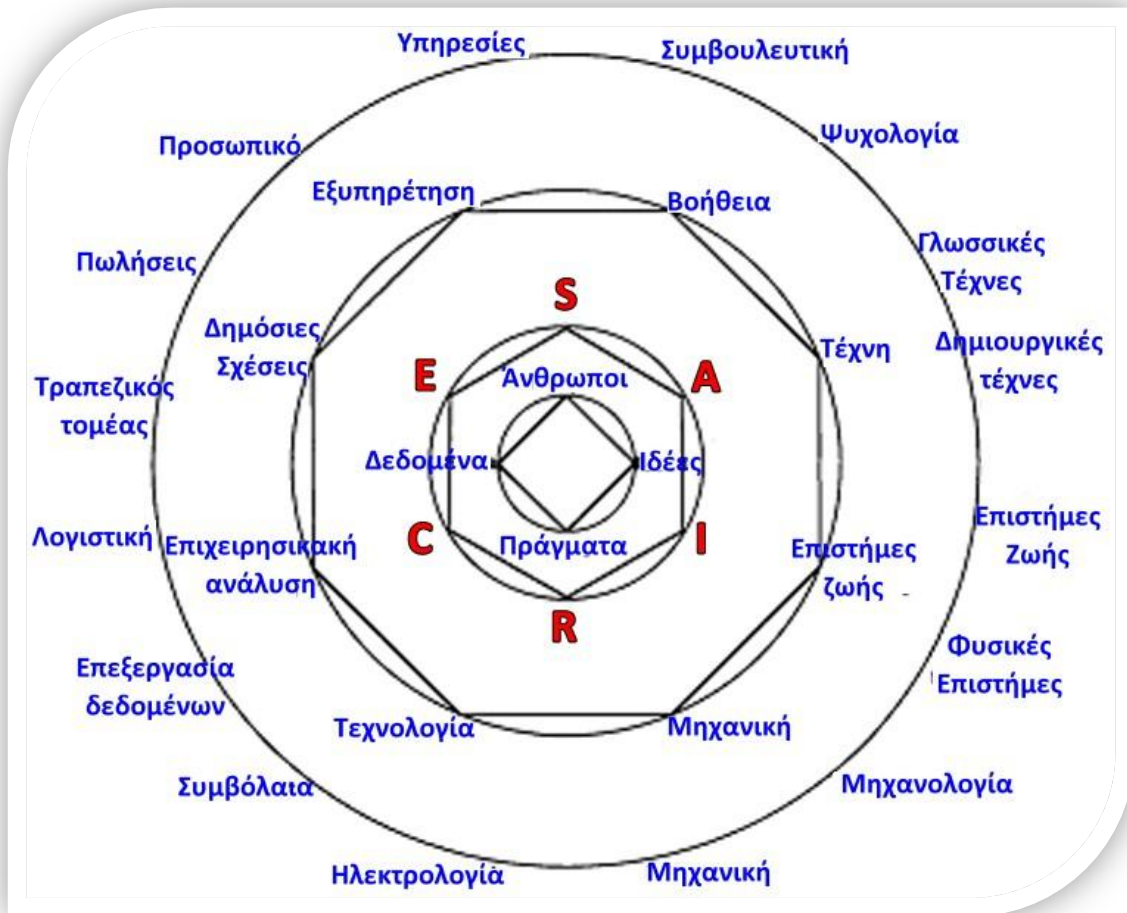 Υπηρεσίες
Συμβουλευτική
Προσωπικό
Ψυχολογία
Εξυπηρέτηση
Βοήθεια
Πωλήσεις
Γλωσσικές
Τέχνες
S
Δημόσιες
Σχέσεις
Τέχνη
Δημιουργικές
τέχνες
Τραπεζικός
τομέας
E
Άνθρωποι
A
Δεδομένα
Ιδέες
Λογιστική
Επιχειρησικακή
ανάλυση
C
Πράγματα
I
Επιστήμες
ζωής
Επιστήμες
Ζωής
R
Επεξεργασία
δεδομένων
Φυσικές
Επιστήμες
Τεχνολογία
Μηχανική
Συμβόλαια
Μηχανολογία
Ηλεκτρολογία
Μηχανική